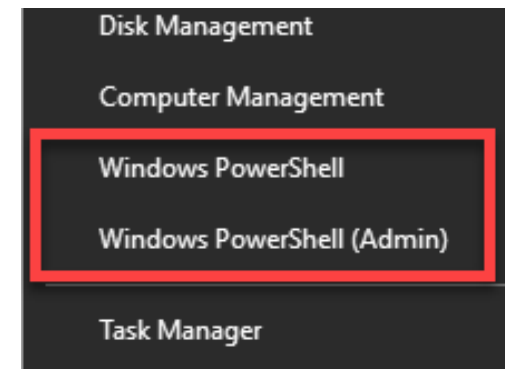 Disk Management
Computer Management
Windows PowerShell
Windows PowerShell (Admin)
Task Manager